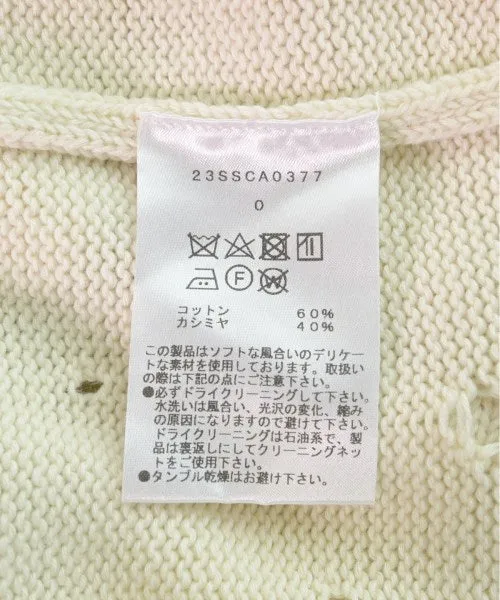 23SSCA0377
0
F
W
コットン 60%
カシミヤ 40%
この製品はソフトな風合いのデリケー
トな素材を使用しております。取扱い
の際は下記の点にご注意下さい。
●必ずドライクリーニングして下さい。
水洗いは風合い、光沢の変化、縮み
の原因になりますので避けて下さい。
ドライクリーニングは石油系で、製
品は裏返しにしてクリーニングネッ
トをご使用下さい。
●タンブル乾燥はお避け下さい。